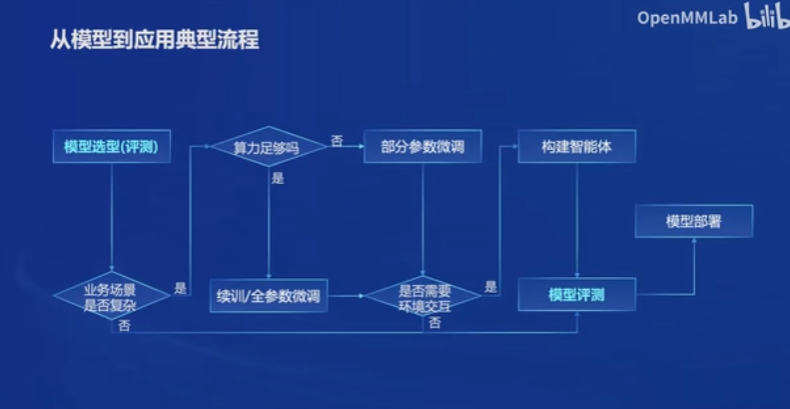 OpenMMLab bilib
从模型到应用典型流程
模型选型(评测)
算力足够吗
否
部分参数微调
构建智能体
是
模型部署
业务场景
是否复杂
是
续训/全参数微调
是否需要
环境交互
是
模型评测
否
否